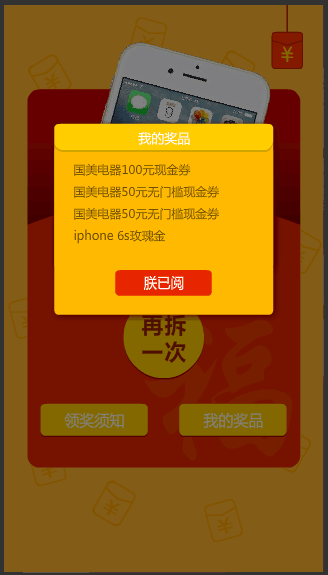 ¥
我的奖品
国美电器100元现金券
国美电器50元无门槛现金券
国美电器50元无门槛现金券
iphone 6s玫瑰金
朕已阅
再拆
一次
福
领奖须知
我的奖品